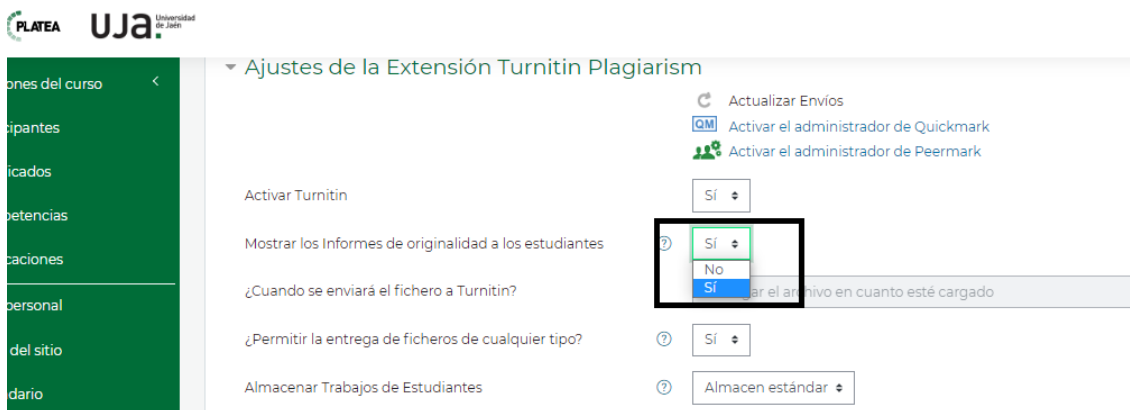 PLATEA
UJa.
Universidad
de Jaén
Ajustes de la Extensión Turnitin Plagiarism
ones del curso
Actualizar Envíos
QM Activar el administrador de Quickmark
cipantes
Activar el administrador de Peermark
icados
Activar Turnitin Sí
petencias
Mostrar los Informes de originalidad a los estudiantes ? Sí
caciones
No
Sí
¿Cuando se enviará el fichero a Turnitin? gar el archivo en cuanto esté cargado
personal
¿Permitir la entrega de ficheros de cualquier tipo? ? Sí
del sitio
Almacenar Trabajos de Estudiantes ? Almacen estándar
dario